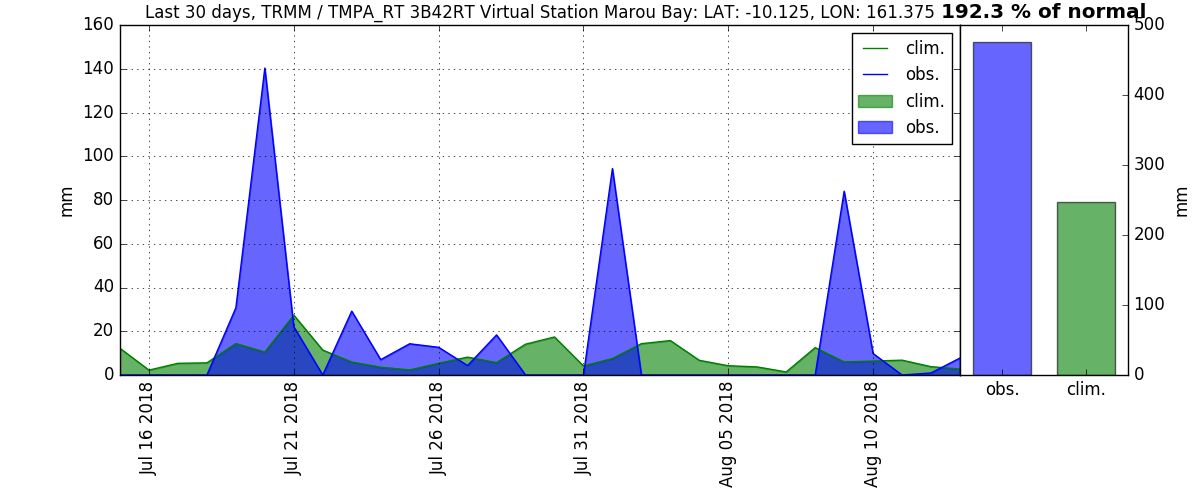 Last 30 days, TRMM / TMPA_RT 3B42RT Virtual Station Marou Bay: LAT: -10.125, LON: 161.375 192.3 % of normal
160
140
120
100
80
60
40
20
0
mm
clim.
obs.
clim.
obs.
Jul 16 2018
Jul 21 2018
Jul 26 2018
Jul 31 2018
Aug 05 2018
Aug 10 2018
500
400
300
200
100
0
mm
obs.
clim.